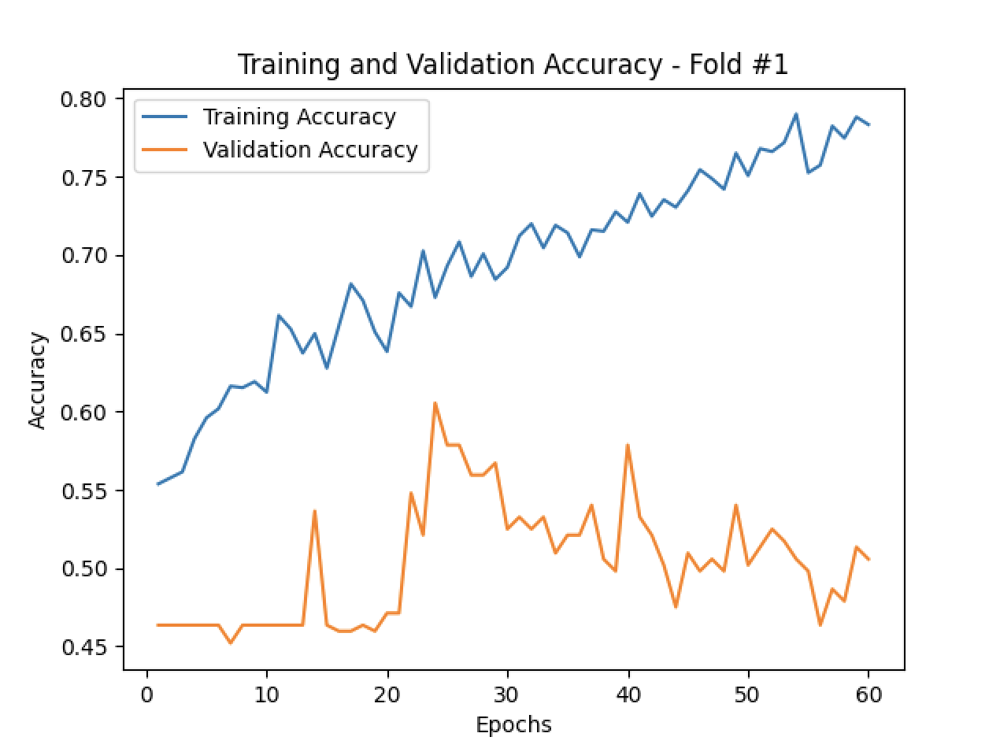 Training and Validation Accuracy - Fold #1
Training Accuracy
Validation Accuracy
0.80
0.75
0.70
0.65
0.60
0.55
0.50
0.45
Accuracy
0 10 20 30 40 50 60
Epochs